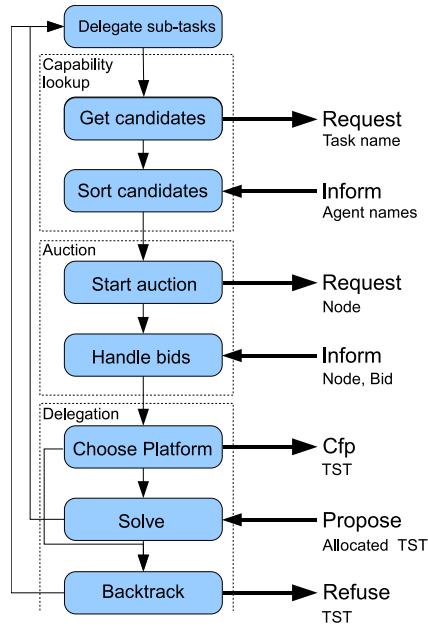 Delegate sub-tasks
Capability
lookup
Get candidates
Request
Task name
Sort candidates
Inform
Agent names
Auction
Start auction
Request
Node
Handle bids
Inform
Node, Bid
Delegation
Choose Platform
Cfp
TST
Solve
Propose
Allocated TST
Backtrack
Refuse
TST